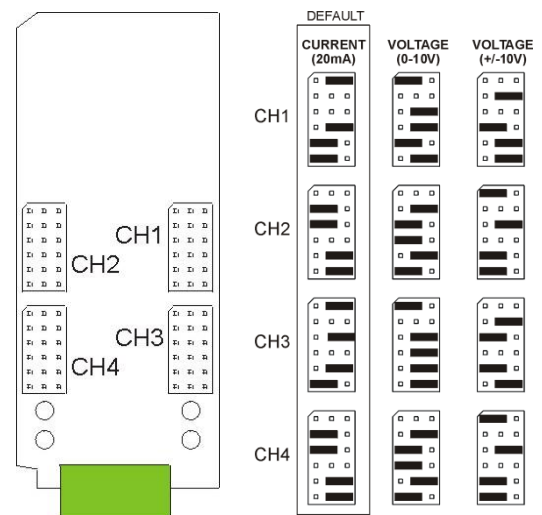 DEFAULT
CURRENT VOLTAGE VOLTAGE
(20mA) (0-10V) (+/-10V)
CH1
CH2
CH3
CH4
CH1
CH2
CH3
CH4